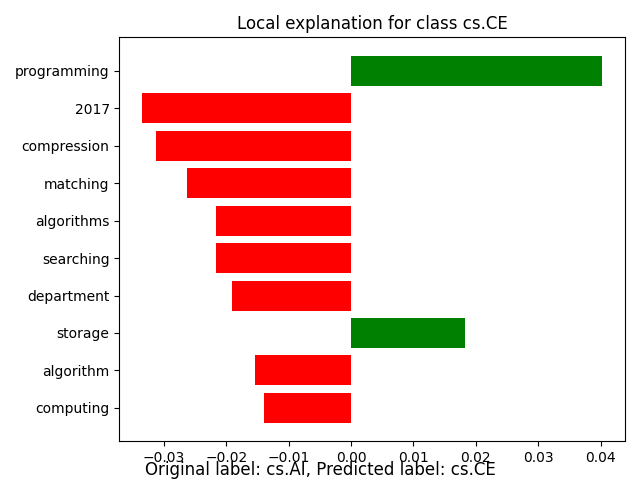 Local explanation for class cs.CE
programming
2017
compression
matching
algorithms
searching
department
storage
algorithm
computing
−0.03 −0.02 −0.01 0.00 0.01 0.02 0.03 0.04
Original label: cs.AI, Predicted label: cs.CE